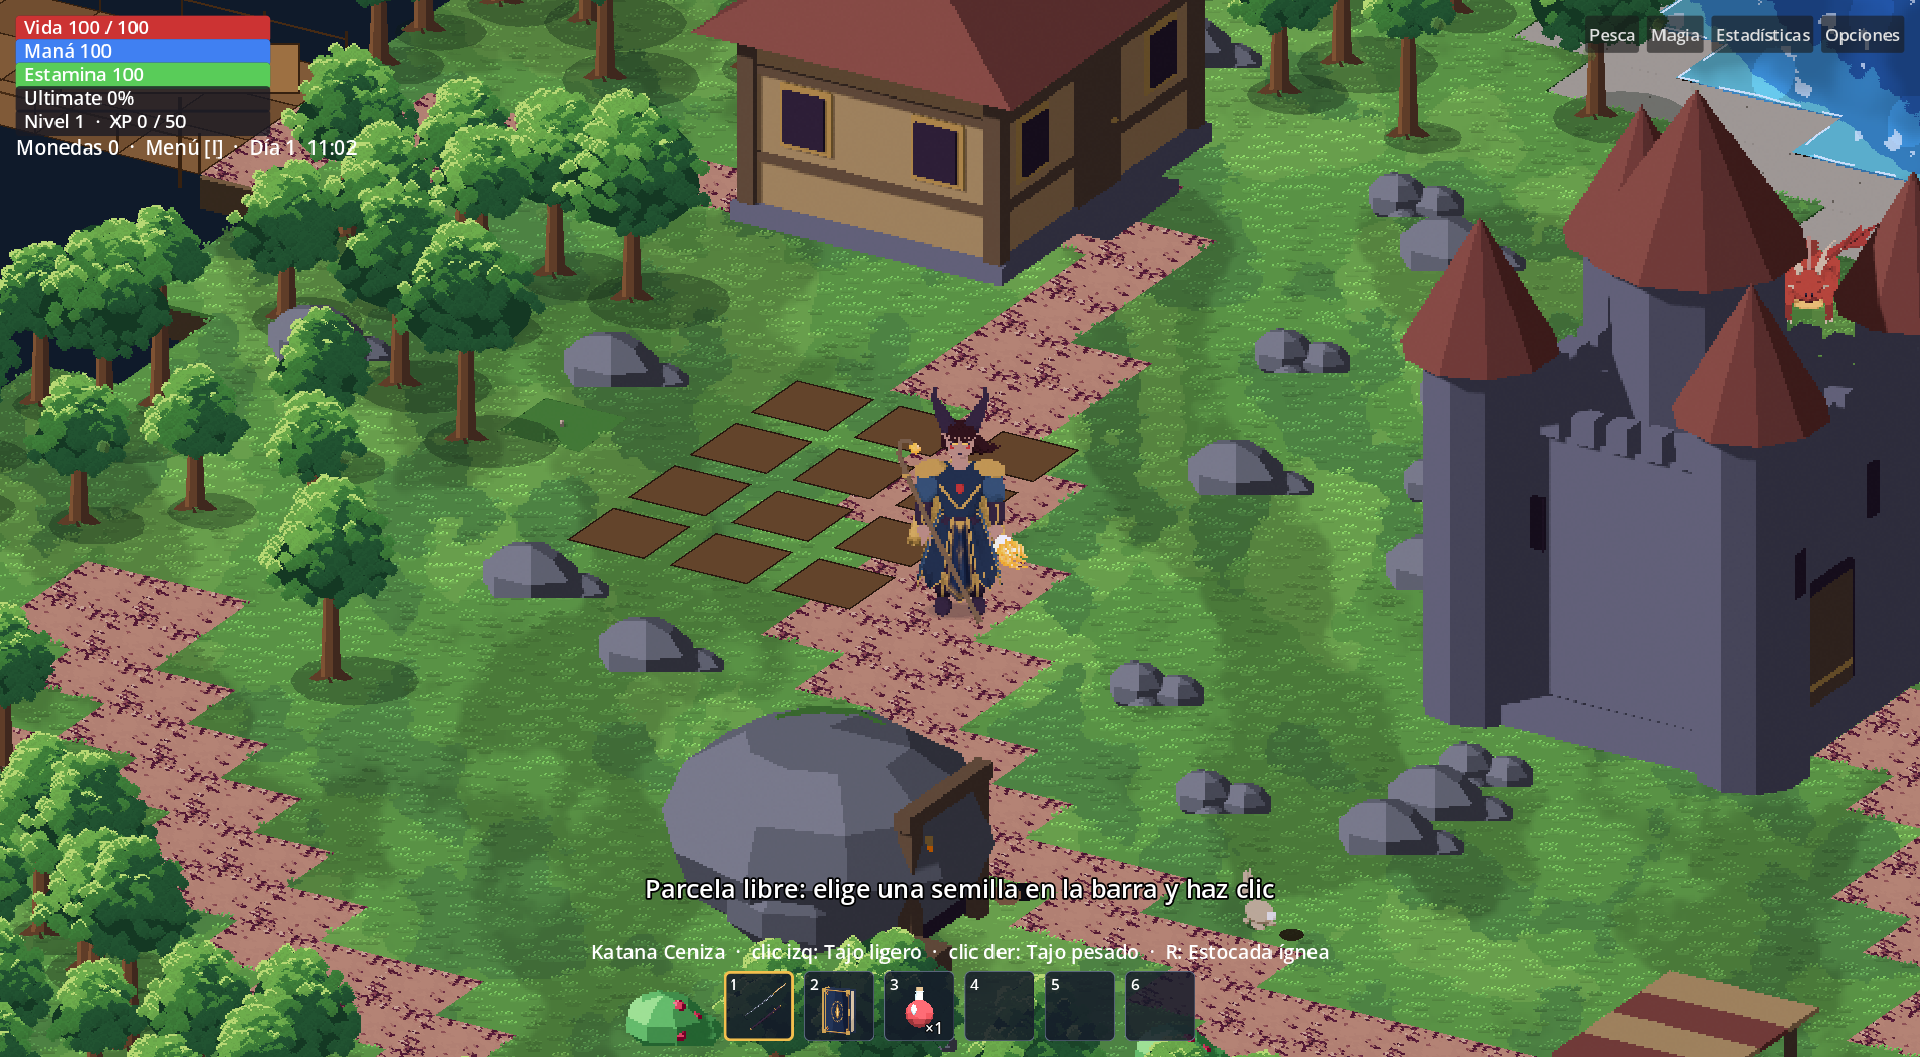 Vida 100 / 100
Maná 100
Estamina 100
Ultimate 0%
Nivel 1 · XP 0 / 50
Monedas 0 · Menú [I] · Día 1 11:02
Pesca Magia Estadísticas Opciones
Parcela libre: elige una semilla en la barra y haz clic
Katana Ceniza · clic izq: Tajo ligero · clic der: Tajo pesado · R: Estocada ígnea
1 2 3 4 5 6
×1